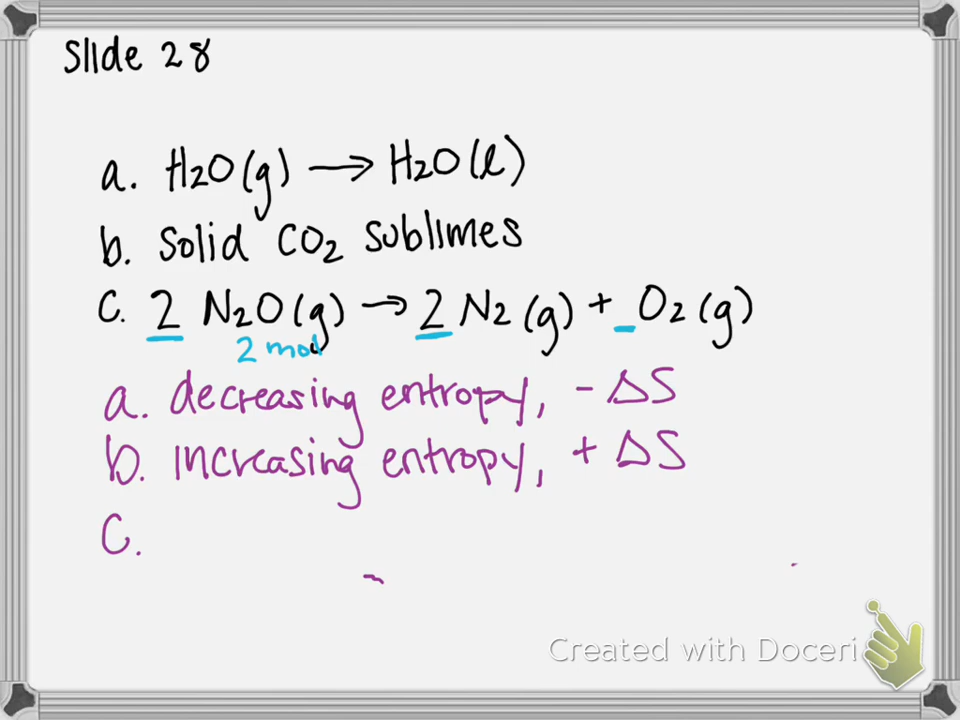 Slide 28
a. H₂O(g) → H₂O(l)
b. Solid CO₂ sublimes
c. 2 N₂O(g) → 2 N₂(g) + _ O₂(g)
2 mol
a. decreasing entropy, - ΔS
b. increasing entropy, + ΔS
c.
Created with Doceri